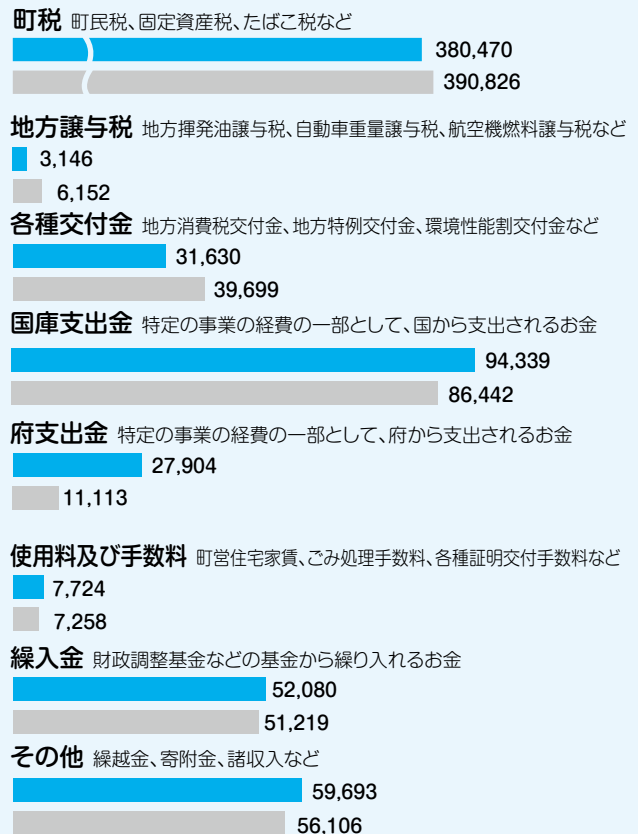 町税 町民税、固定資産税、たばこ税など
380,470
390,826
地方譲与税 地方揮発油譲与税、自動車重量譲与税、航空機燃料譲与税など
3,146
6,152
各種交付金 地方消費税交付金、地方特例交付金、環境性能割交付金など
31,630
39,699
国庫支出金 特定の事業の経費の一部として、国から支出されるお金
94,339
86,442
府支出金 特定の事業の経費の一部として、府から支出されるお金
27,904
11,113
使用料及び手数料 町営住宅家賃、ごみ処理手数料、各種証明交付手数料など
7,724
7,258
繰入金 財政調整基金などの基金から繰り入れるお金
52,080
51,219
その他 繰越金、寄附金、諸収入など
59,693
56,106